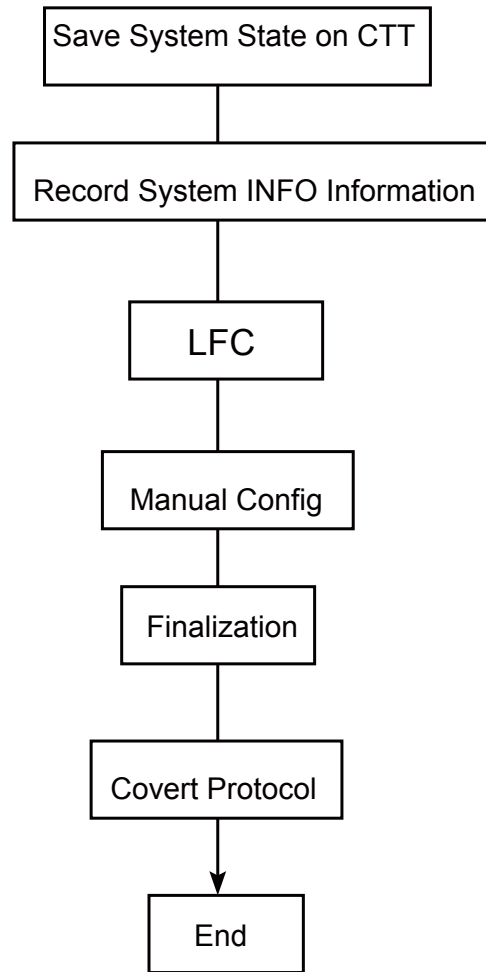 Save System State on CTT
Record System INFO Information
LFC
Manual Config
Finalization
Covert Protocol
End